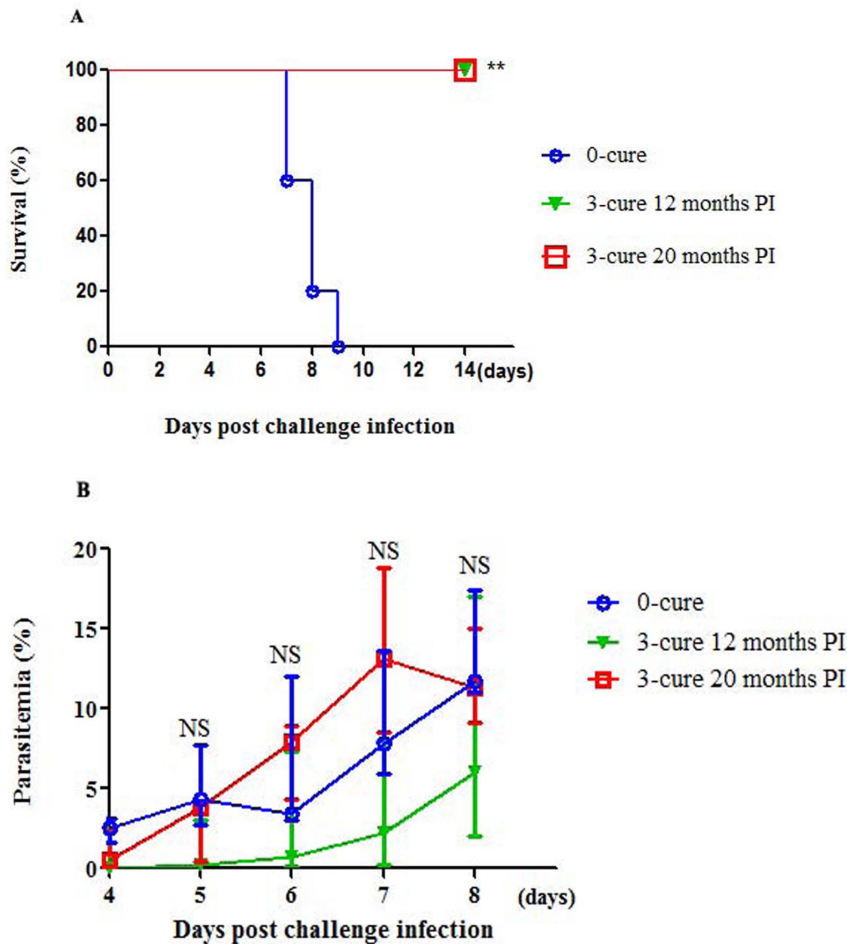 A
100
80
60
40
20
0
Survival (%)
**
0 2 4 6 8 10 12 14 (days)
Days post challenge infection
0-cure
3-cure 12 months PI
3-cure 20 months PI
B
20
15
10
5
0
Parasitemia (%)
NS
NS
NS
NS
4 5 6 7 8 (days)
Days post challenge infection
0-cure
3-cure 12 months PI
3-cure 20 months PI